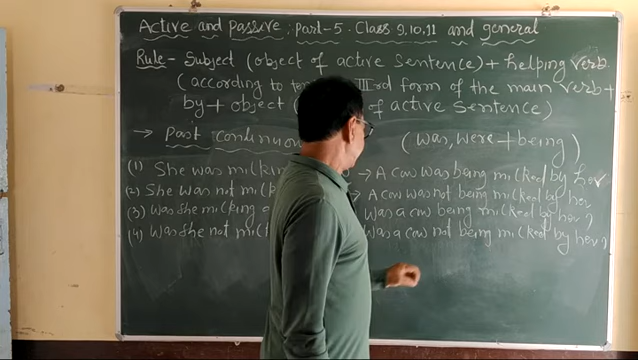 Active and passive : Part-5 . Class 9,10,11 and general
Rule - Subject (object of active Sentence) + helping verb
(according to III rd form of the main verb +
by + object ( of active Sentence)
→ Past continuous (was, were + being)
(1) She was → A cow was being milked by her
(2) She was not → A cow was not being milked by her
(3) Was she milking a Was a cow being milked by her?
(4) Was she not Was a cow not being milked by her?